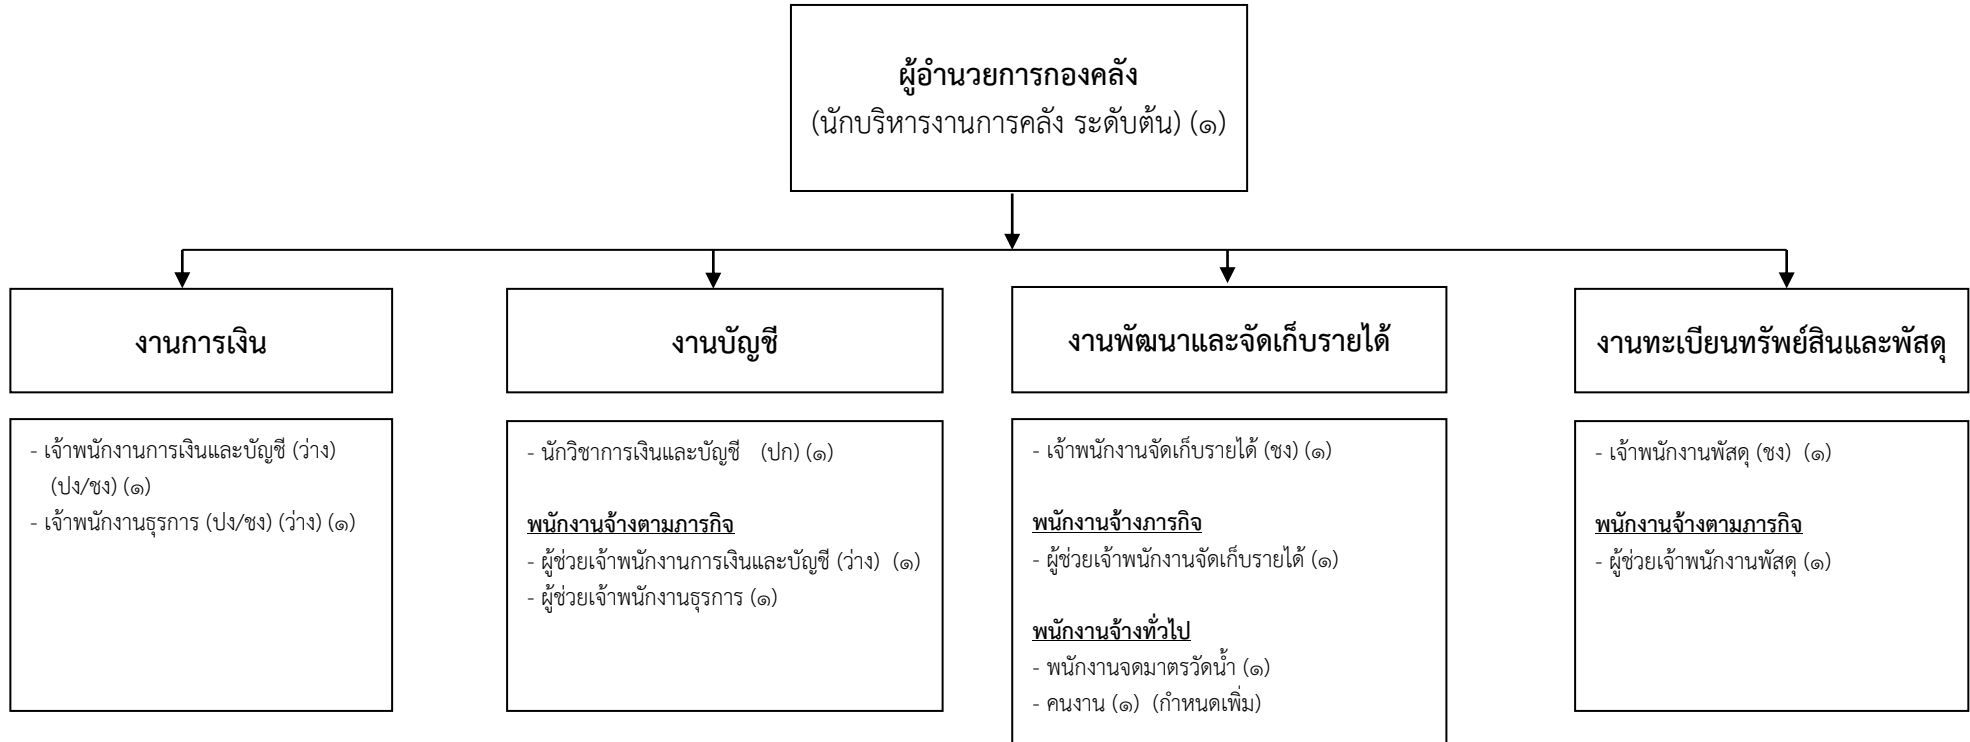 ผู้อำนวยการกองคลัง
(นักบริหารงานการคลัง ระดับต้น) (๑)
งานการเงิน
- เจ้าพนักงานการเงินและบัญชี (ว่าง)
(ปง/ชง) (๑)
- เจ้าพนักงานธุรการ (ปง/ชง) (ว่าง) (๑)
งานบัญชี
- นักวิชาการเงินและบัญชี (ปก) (๑)
พนักงานจ้างตามภารกิจ
- ผู้ช่วยเจ้าพนักงานการเงินและบัญชี (ว่าง) (๑)
- ผู้ช่วยเจ้าพนักงานธุรการ (๑)
งานพัฒนาและจัดเก็บรายได้
- เจ้าพนักงานจัดเก็บรายได้ (ชง) (๑)
พนักงานจ้างภารกิจ
- ผู้ช่วยเจ้าพนักงานจัดเก็บรายได้ (๑)
พนักงานจ้างทั่วไป
- พนักงานจดมาตรวัดน้ำ (๑)
- คนงาน (๑) (กำหนดเพิ่ม)
งานทะเบียนทรัพย์สินและพัสดุ
- เจ้าพนักงานพัสดุ (ชง) (๑)
พนักงานจ้างตามภารกิจ
- ผู้ช่วยเจ้าพนักงานพัสดุ (๑)